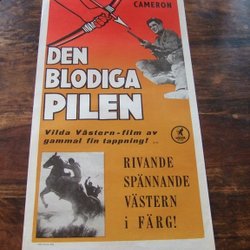 CAMERON
DEN
BLODIGA
PILEN
Vilda Västern-film av
gammal fin tappning! ..
RIVANDE
SPÄNNANDE
VÄSTERN
i FÄRG!